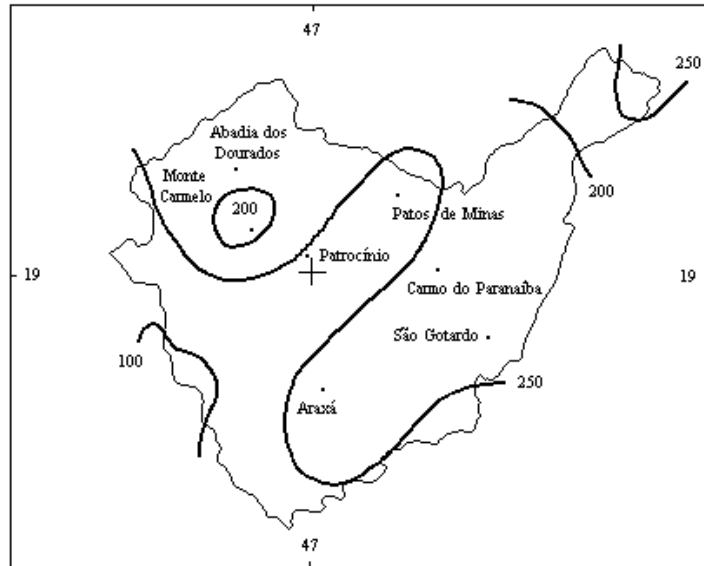 47
250
Abadia dos
Dourados
Monte
Carmelo
200
200
Patos de Minas
Patrocínio
19
19
Carmo do Paranaíba
São Gotardo
100
250
Araxá
47